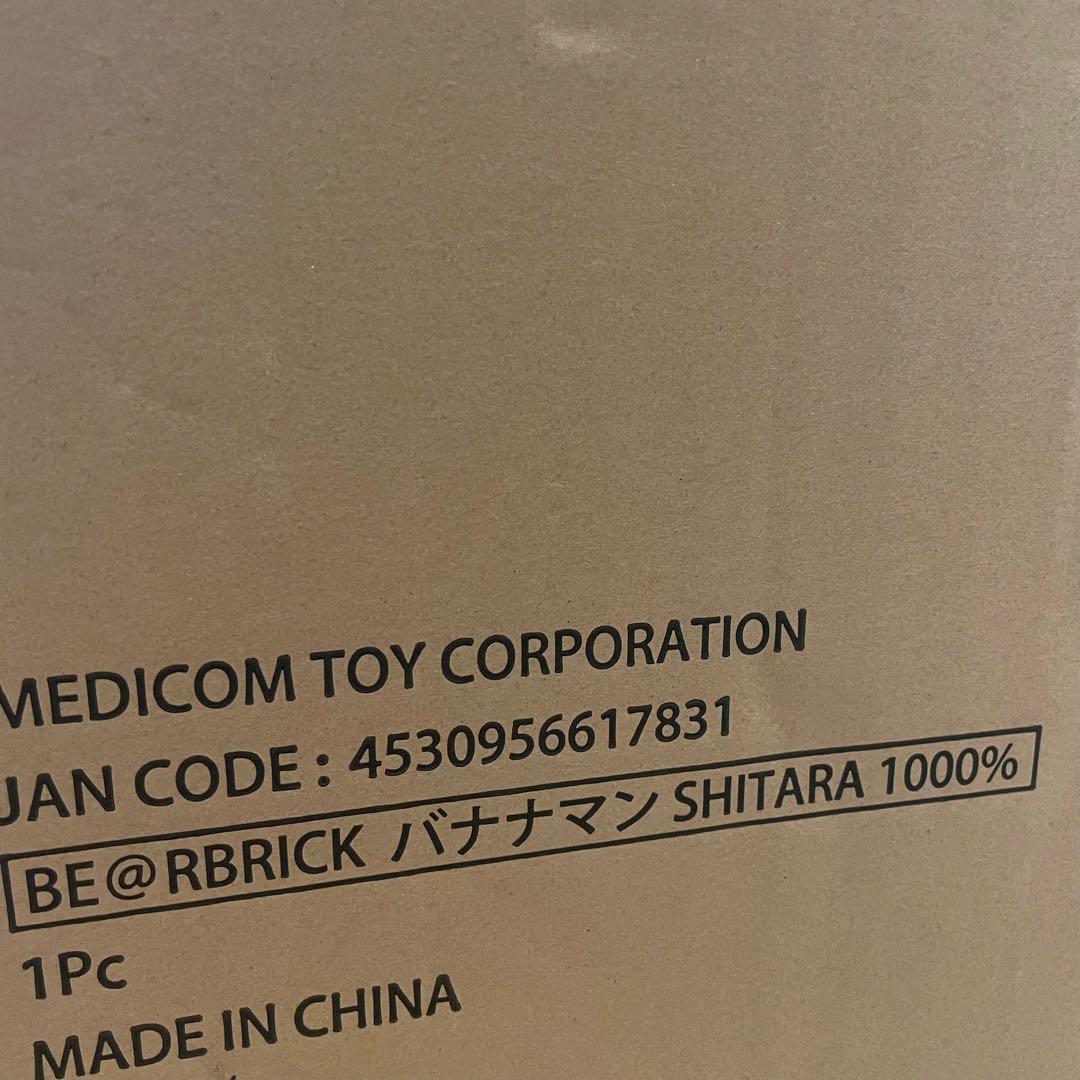 MEDICOM TOY CORPORATION
JAN CODE : 4530956617831
BE@RBRICK バナナマン SHITARA 1000%
1Pc
MADE IN CHINA